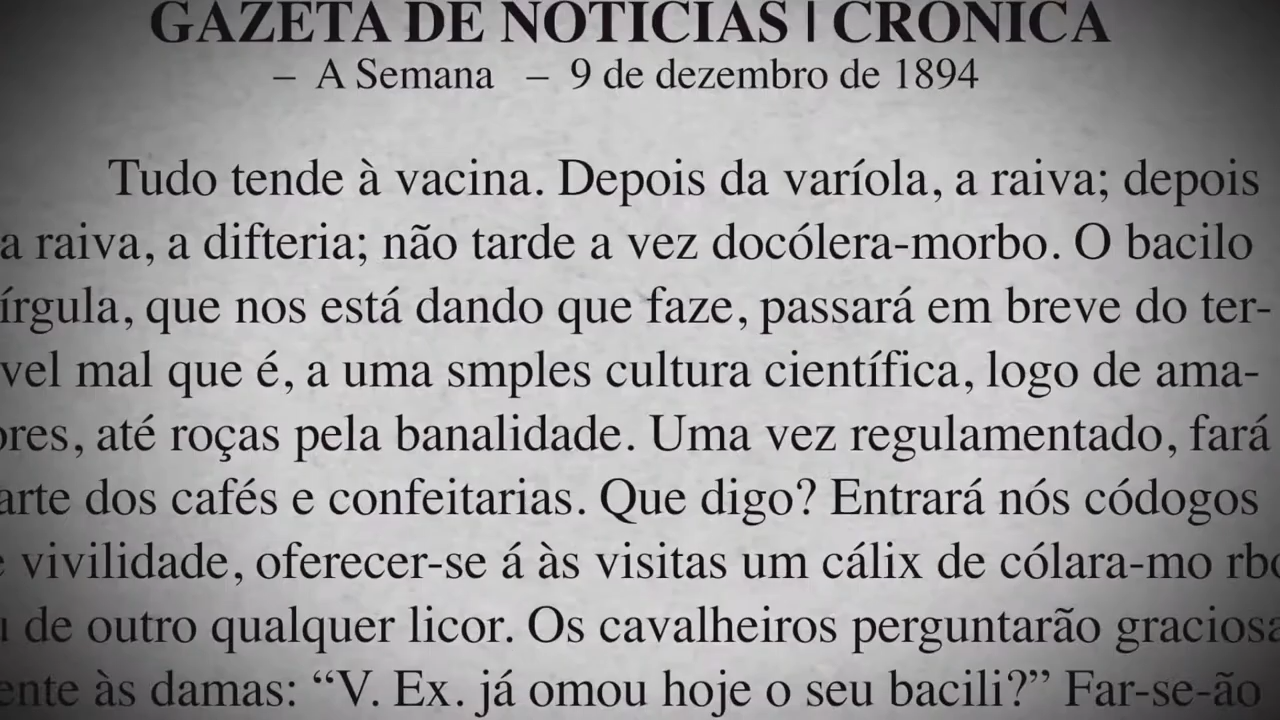 GAZETA DE NOTICIAS | CRÔNICA
– A Semana – 9 de dezembro de 1894
Tudo tende à vacina. Depois da varíola, a raiva; depois
a raiva, a difteria; não tarde a vez docólera-morbo. O bacilo
írgula, que nos está dando que faze, passará em breve do ter-
vel mal que é, a uma smples cultura científica, logo de ama-
ores, até roças pela banalidade. Uma vez regulamentado, fará
arte dos cafés e confeitarias. Que digo? Entrará nós códogos
e vivilidade, oferecer-se á às visitas um cálix de cólara-mo rbo
u de outro qualquer licor. Os cavalheiros perguntarão graciosa
ente às damas: “V. Ex. já omou hoje o seu bacili?” Far-se-ão